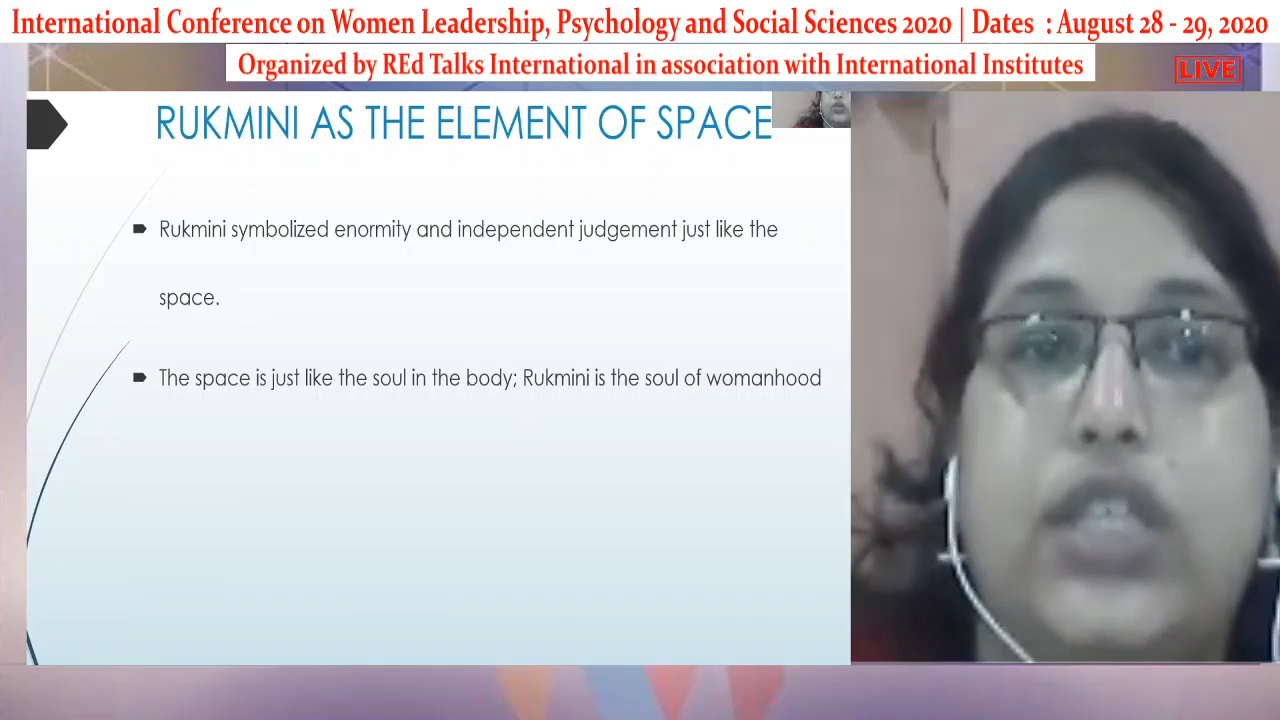 International Conference on Women Leadership, Psychology and Social Sciences 2020 | Dates : August 28 - 29, 2020
Organized by REd Talks International in association with International Institutes
LIVE
RUKMINI AS THE ELEMENT OF SPACE
Rukmini symbolized enormity and independent judgement just like the
space.
The space is just like the soul in the body; Rukmini is the soul of womanhood